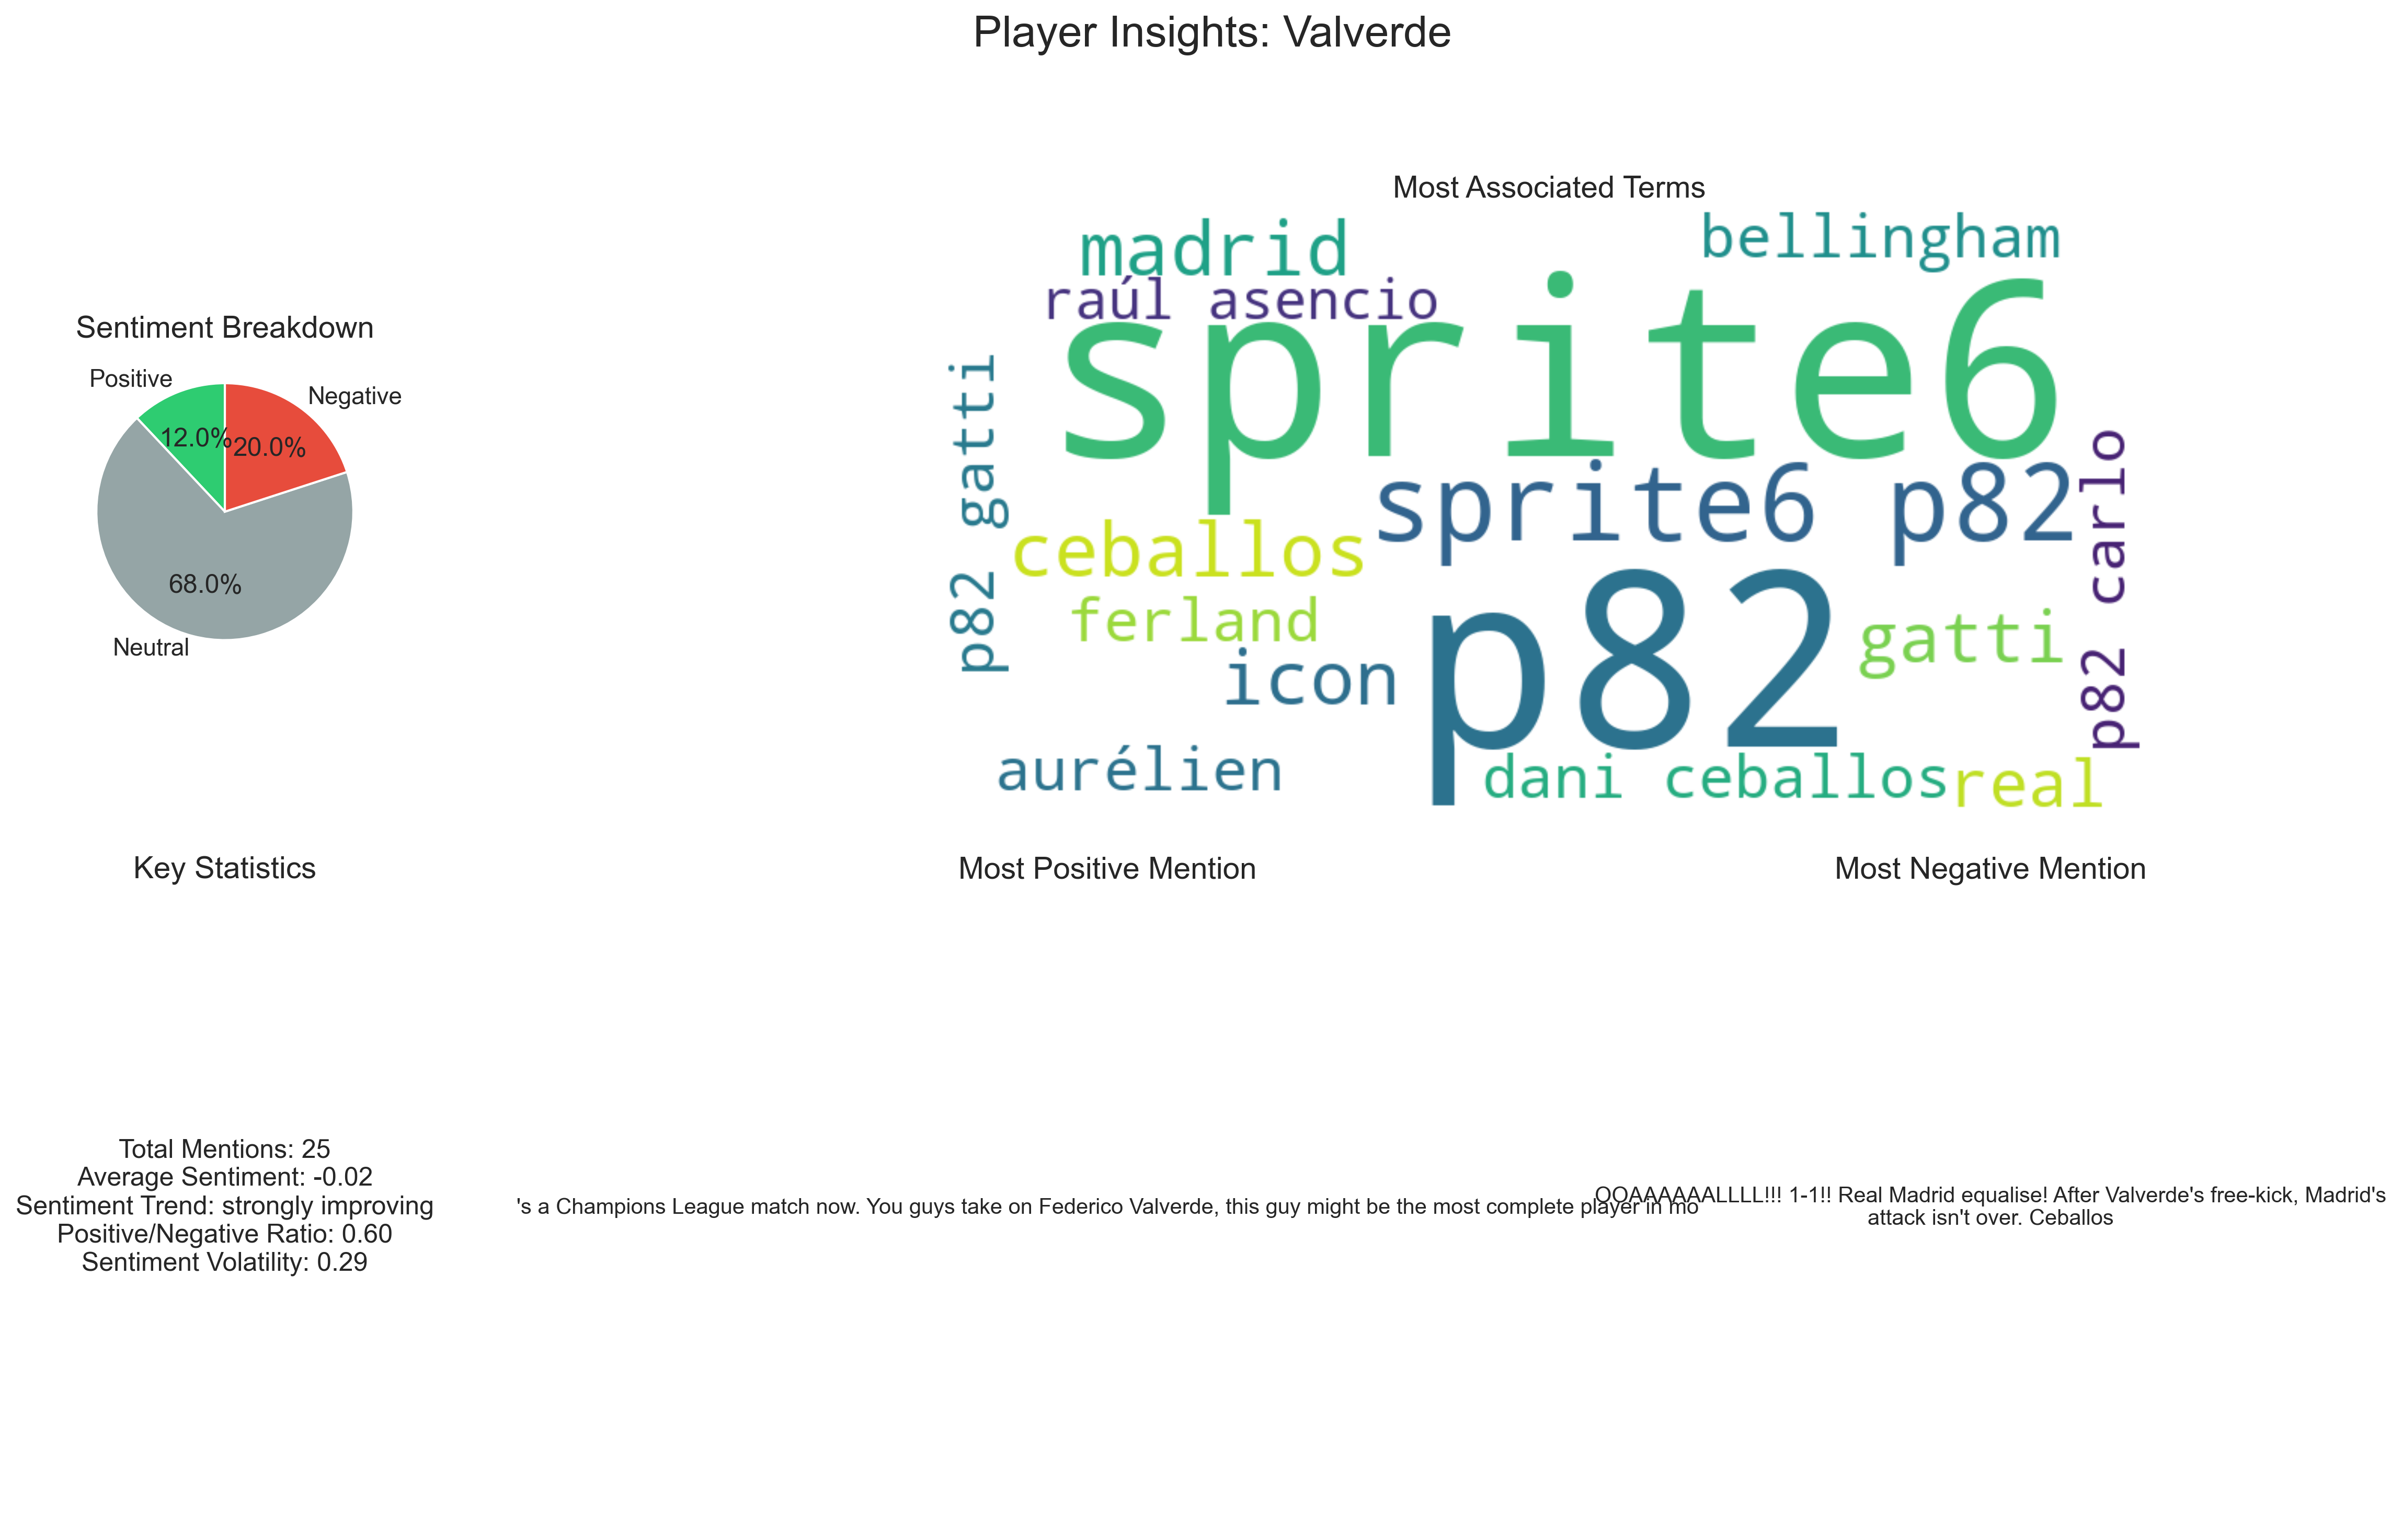 Player Insights: Valverde
Sentiment Breakdown
Positive
Negative
12.0%
20.0%
68.0%
Neutral
Most Associated Terms
madrid
bellingham
raúl asencio
sprite6
p82 gatti
sprite6 p82
p82 carlo
ceballos
p82
ferland
gatti
icon
aurélien
dani ceballos
real
Key Statistics
Total Mentions: 25
Average Sentiment: -0.02
Sentiment Trend: strongly improving
Positive/Negative Ratio: 0.60
Sentiment Volatility: 0.29
Most Positive Mention
's a Champions League match now. You guys take on Federico Valverde, this guy might be the most complete player in mo
Most Negative Mention
OOAAAAAALLLL!!! 1-1!! Real Madrid equalise! After Valverde's free-kick, Madrid's
attack isn't over. Ceballos